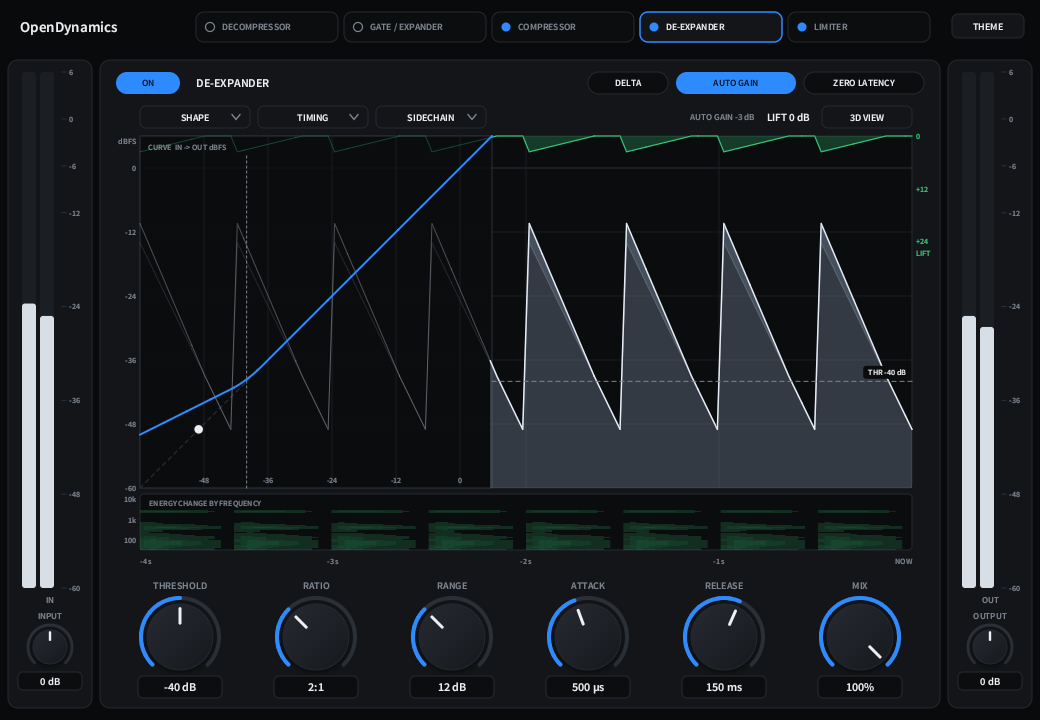 OpenDynamics
DECOMPRESSOR
GATE / EXPANDER
COMPRESSOR
DE-EXPANDER
LIMITER
THEME
ON
DE-EXPANDER
DELTA
AUTO GAIN
ZERO LATENCY
SHAPE
TIMING
SIDECHAIN
AUTO GAIN -3 dB
LIFT 0 dB
3D VIEW
dBFS
CURVE IN -> OUT dBFS
0
-12
-24
-36
-48
-60
-48
-36
-24
-12
0
0
+12
+24
LIFT
THR -40 dB
10k
1k
100
ENERGY CHANGE BY FREQUENCY
-4s
-3s
-2s
-1s
NOW
6
0
-6
-12
-24
-36
-48
-60
IN
INPUT
0 dB
THRESHOLD
RATIO
RANGE
ATTACK
RELEASE
MIX
-40 dB
2:1
12 dB
500 µs
150 ms
100%
6
0
-6
-12
-24
-36
-48
-60
OUT
OUTPUT
0 dB